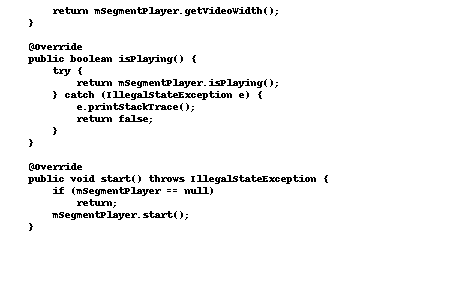 return mSegmentPlayer.getVideoWidth();
    }

    @Override
    public boolean isPlaying() {
        try {
            return mSegmentPlayer.isPlaying();
        } catch (IllegalStateException e) {
            e.printStackTrace();
            return false;
        }
    }

    @Override
    public void start() throws IllegalStateException {
        if (mSegmentPlayer == null)
            return;
        mSegmentPlayer.start();
    }